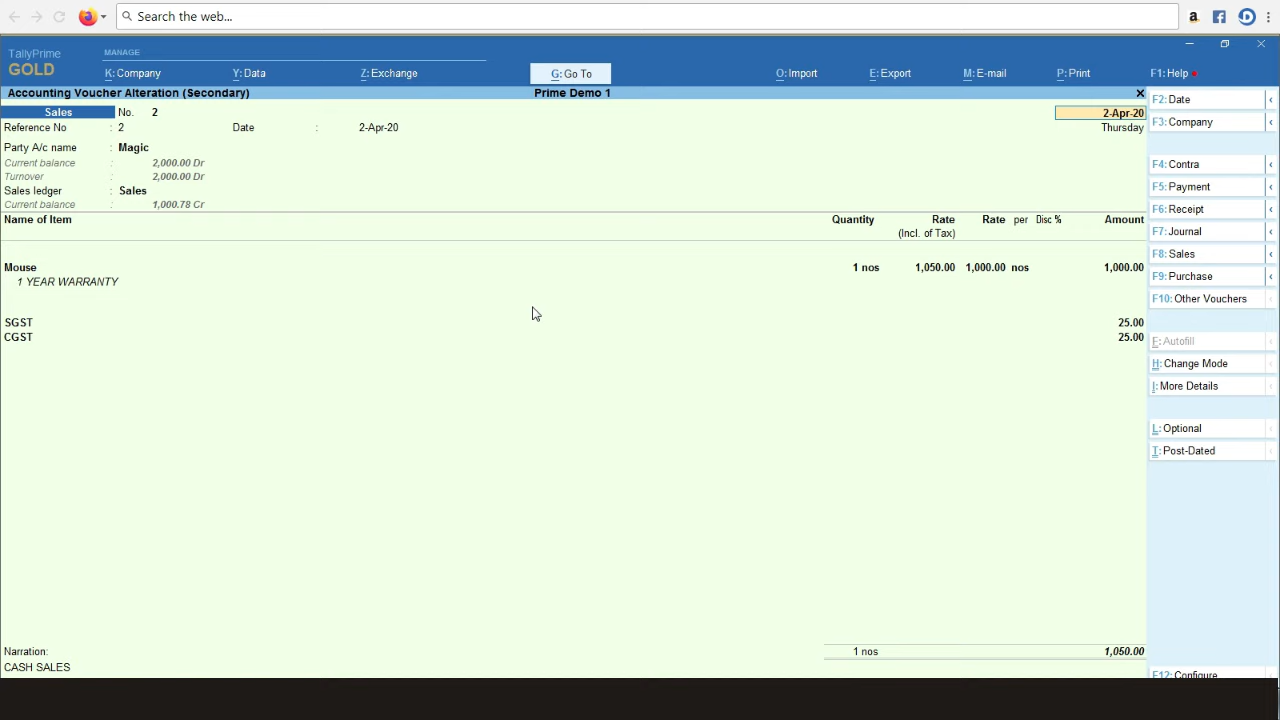 Search the web...
TallyPrime
GOLD
MANAGE
K: Company Y: Data Z: Exchange G: Go To O: Import E: Export M: E-mail P: Print F1: Help
Accounting Voucher Alteration (Secondary) Prime Demo 1
Sales No. 2 2-Apr-20
Reference No : 2 Date : 2-Apr-20 Thursday
Party A/c name : Magic
Current balance : 2,000.00 Dr
Turnover : 2,000.00 Dr
Sales ledger : Sales
Current balance : 1,000.78 Cr
Name of Item Quantity Rate Rate per Disc % Amount
(Incl. of Tax)
Mouse 1 nos 1,050.00 1,000.00 nos 1,000.00
1 YEAR WARRANTY
SGST 25.00
CGST 25.00
Narration: 1 nos 1,050.00
CASH SALES
F2: Date
F3: Company
F4: Contra
F5: Payment
F6: Receipt
F7: Journal
F8: Sales
F9: Purchase
F10: Other Vouchers
F: Autofill
H: Change Mode
I: More Details
L: Optional
T: Post-Dated
F12: Configure